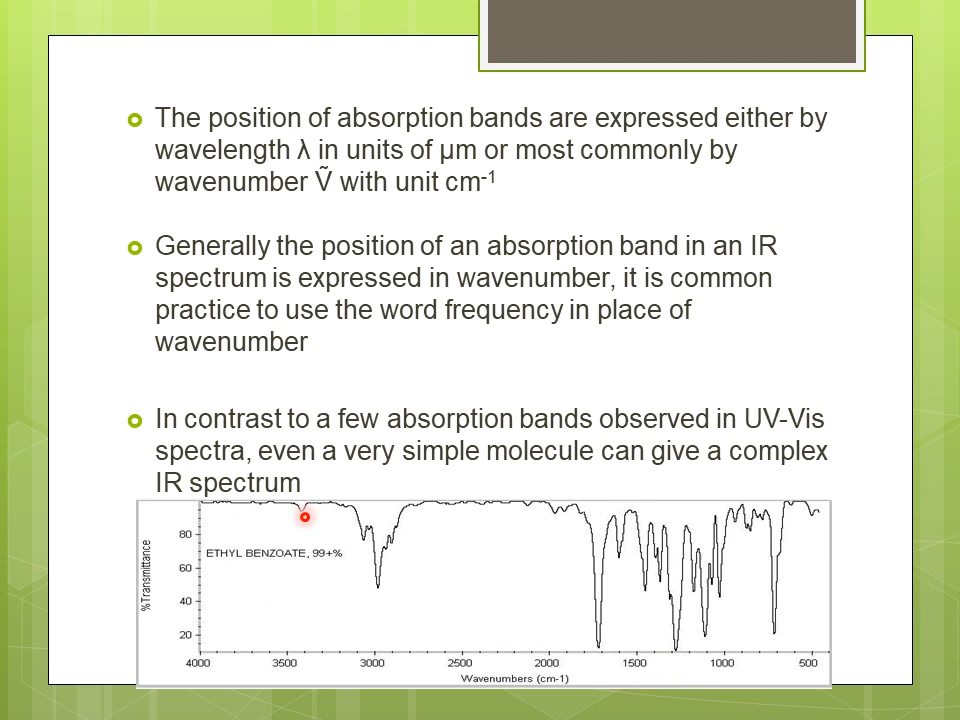 The position of absorption bands are expressed either by
wavelength λ in units of µm or most commonly by
wavenumber Ṽ with unit cm⁻¹
Generally the position of an absorption band in an IR
spectrum is expressed in wavenumber, it is common
practice to use the word frequency in place of
wavenumber
In contrast to a few absorption bands observed in UV-Vis
spectra, even a very simple molecule can give a complex
IR spectrum
80
ETHYL BENZOATE, 99+%
60
%Transmittance
40
20
4000 3500 3000 2500 2000 1500 1000 500
Wavenumbers (cm-1)